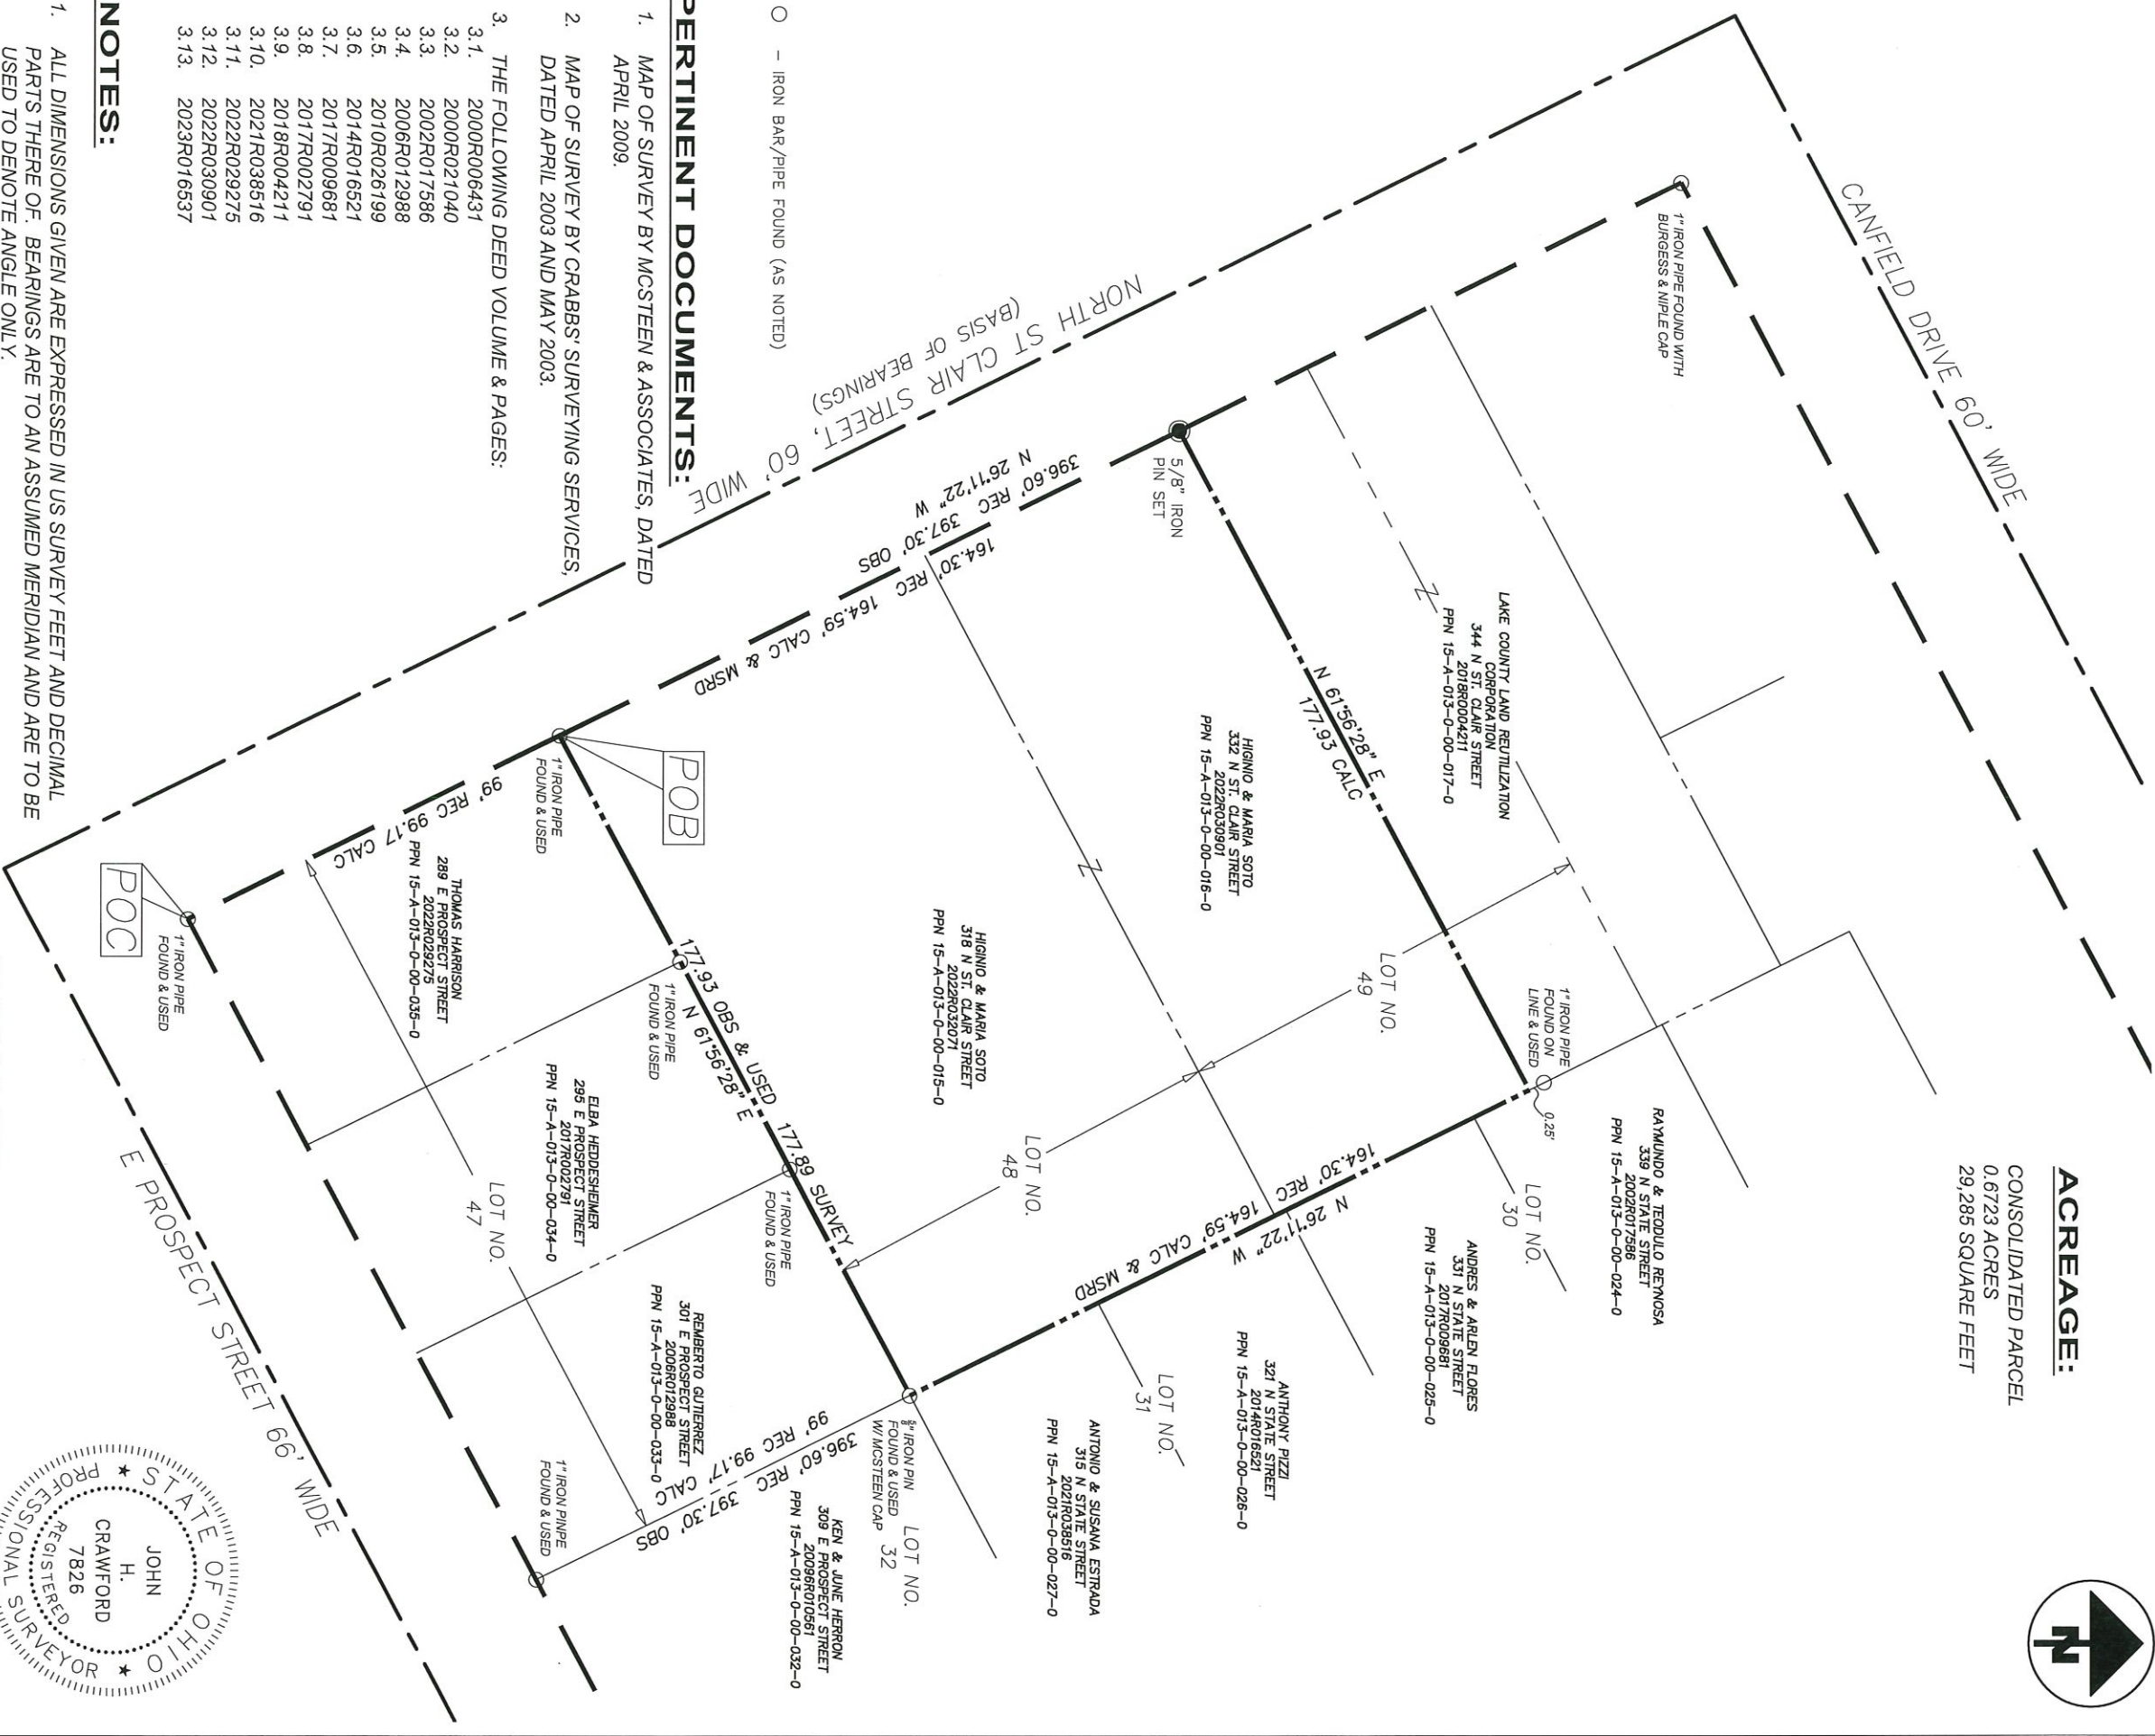 ACREAGE:
CONSOLIDATED PARCEL
0.6723 ACRES
29,285 SQUARE FEET
N
CANFIELD DRIVE 60' WIDE
1" IRON PIPE FOUND WITH
BURGESS & NIPLE CAP
NORTH ST CLAIR STREET, 60' WIDE
(BASIS OF BEARINGS)
5/8" IRON
PIN SET
396.60' REC 397.30' OBS
N 26°11'22" W
164.30' REC 164.59' CALC & MSRD
LAKE COUNTY LAND REUTILIZATION
CORPORATION
344 N ST. CLAIR STREET
2018R0004211
PPN 15-A-013-0-00-017-0
N 61°56'28" E
177.93 CALC
HIGINIO & MARIA SOTO
332 N ST. CLAIR STREET
2022R030901
PPN 15-A-013-0-00-016-0
LOT NO.
49
1" IRON PIPE
FOUND ON
LINE & USED
0.25'
RAYMUNDO & TEODULO REYNOSA
339 N STATE STREET
2002R017586
PPN 15-A-013-0-00-024-0
LOT NO.
30
ANDRES & ARLEN FLORES
331 N STATE STREET
2017R009681
PPN 15-A-013-0-00-025-0
164.30' REC 164.59' CALC & MSRD
N 26°11'22" W
HIGINIO & MARIA SOTO
318 N ST. CLAIR STREET
2022R032071
PPN 15-A-013-0-00-015-0
LOT NO.
48
ANTHONY PIZZI
321 N STATE STREET
2014R016521
PPN 15-A-013-0-00-026-0
LOT NO.
31
ANTONIO & SUSANA ESTRADA
315 N STATE STREET
2021R038516
PPN 15-A-013-0-00-027-0
POB
1" IRON PIPE
FOUND & USED
177.93 OBS & USED 177.89 SURVEY
N 61°56'28" E
1" IRON PIPE
FOUND & USED
1" IRON PIPE
FOUND & USED
5/8" IRON PIN
FOUND & USED
W/ MCSTEEN CAP
LOT NO.
32
99' REC 99.17 CALC
THOMAS HARRISON
289 E PROSPECT STREET
2022R029275
PPN 15-A-013-0-00-035-0
ELBA HEDDESHEIMER
295 E PROSPECT STREET
2017R002791
PPN 15-A-013-0-00-034-0
LOT NO.
47
REMBERTO GUTIERREZ
301 E PROSPECT STREET
2006R012988
PPN 15-A-013-0-00-033-0
99' REC 99.17' CALC
396.60' REC 397.30' OBS
KEN & JUNE HERRON
309 E PROSPECT STREET
20096R010561
PPN 15-A-013-0-00-032-0
1" IRON PINPE
FOUND & USED
POC
1" IRON PIPE
FOUND & USED
E PROSPECT STREET 66' WIDE
O - IRON BAR/PIPE FOUND (AS NOTED)
PERTINENT DOCUMENTS:
1. MAP OF SURVEY BY MCSTEEN & ASSOCIATES, DATED
APRIL 2009.
2. MAP OF SURVEY BY CRABBS' SURVEYING SERVICES,
DATED APRIL 2003 AND MAY 2003.
3. THE FOLLOWING DEED VOLUME & PAGES:
3.1. 2000R006431
3.2. 2000R021040
3.3. 2002R017586
3.4. 2006R012988
3.5. 2010R026199
3.6. 2014R016521
3.7. 2017R009681
3.8. 2017R002791
3.9. 2018R004211
3.10. 2021R038516
3.11. 2022R029275
3.12. 2022R030901
3.13. 2023R016537
NOTES:
1. ALL DIMENSIONS GIVEN ARE EXPRESSED IN US SURVEY FEET AND DECIMAL
PARTS THERE OF. BEARINGS ARE TO AN ASSUMED MERIDIAN AND ARE TO BE
USED TO DENOTE ANGLE ONLY.
STATE OF OHIO
JOHN
H.
CRAWFORD
7826
REGISTERED
PROFESSIONAL SURVEYOR